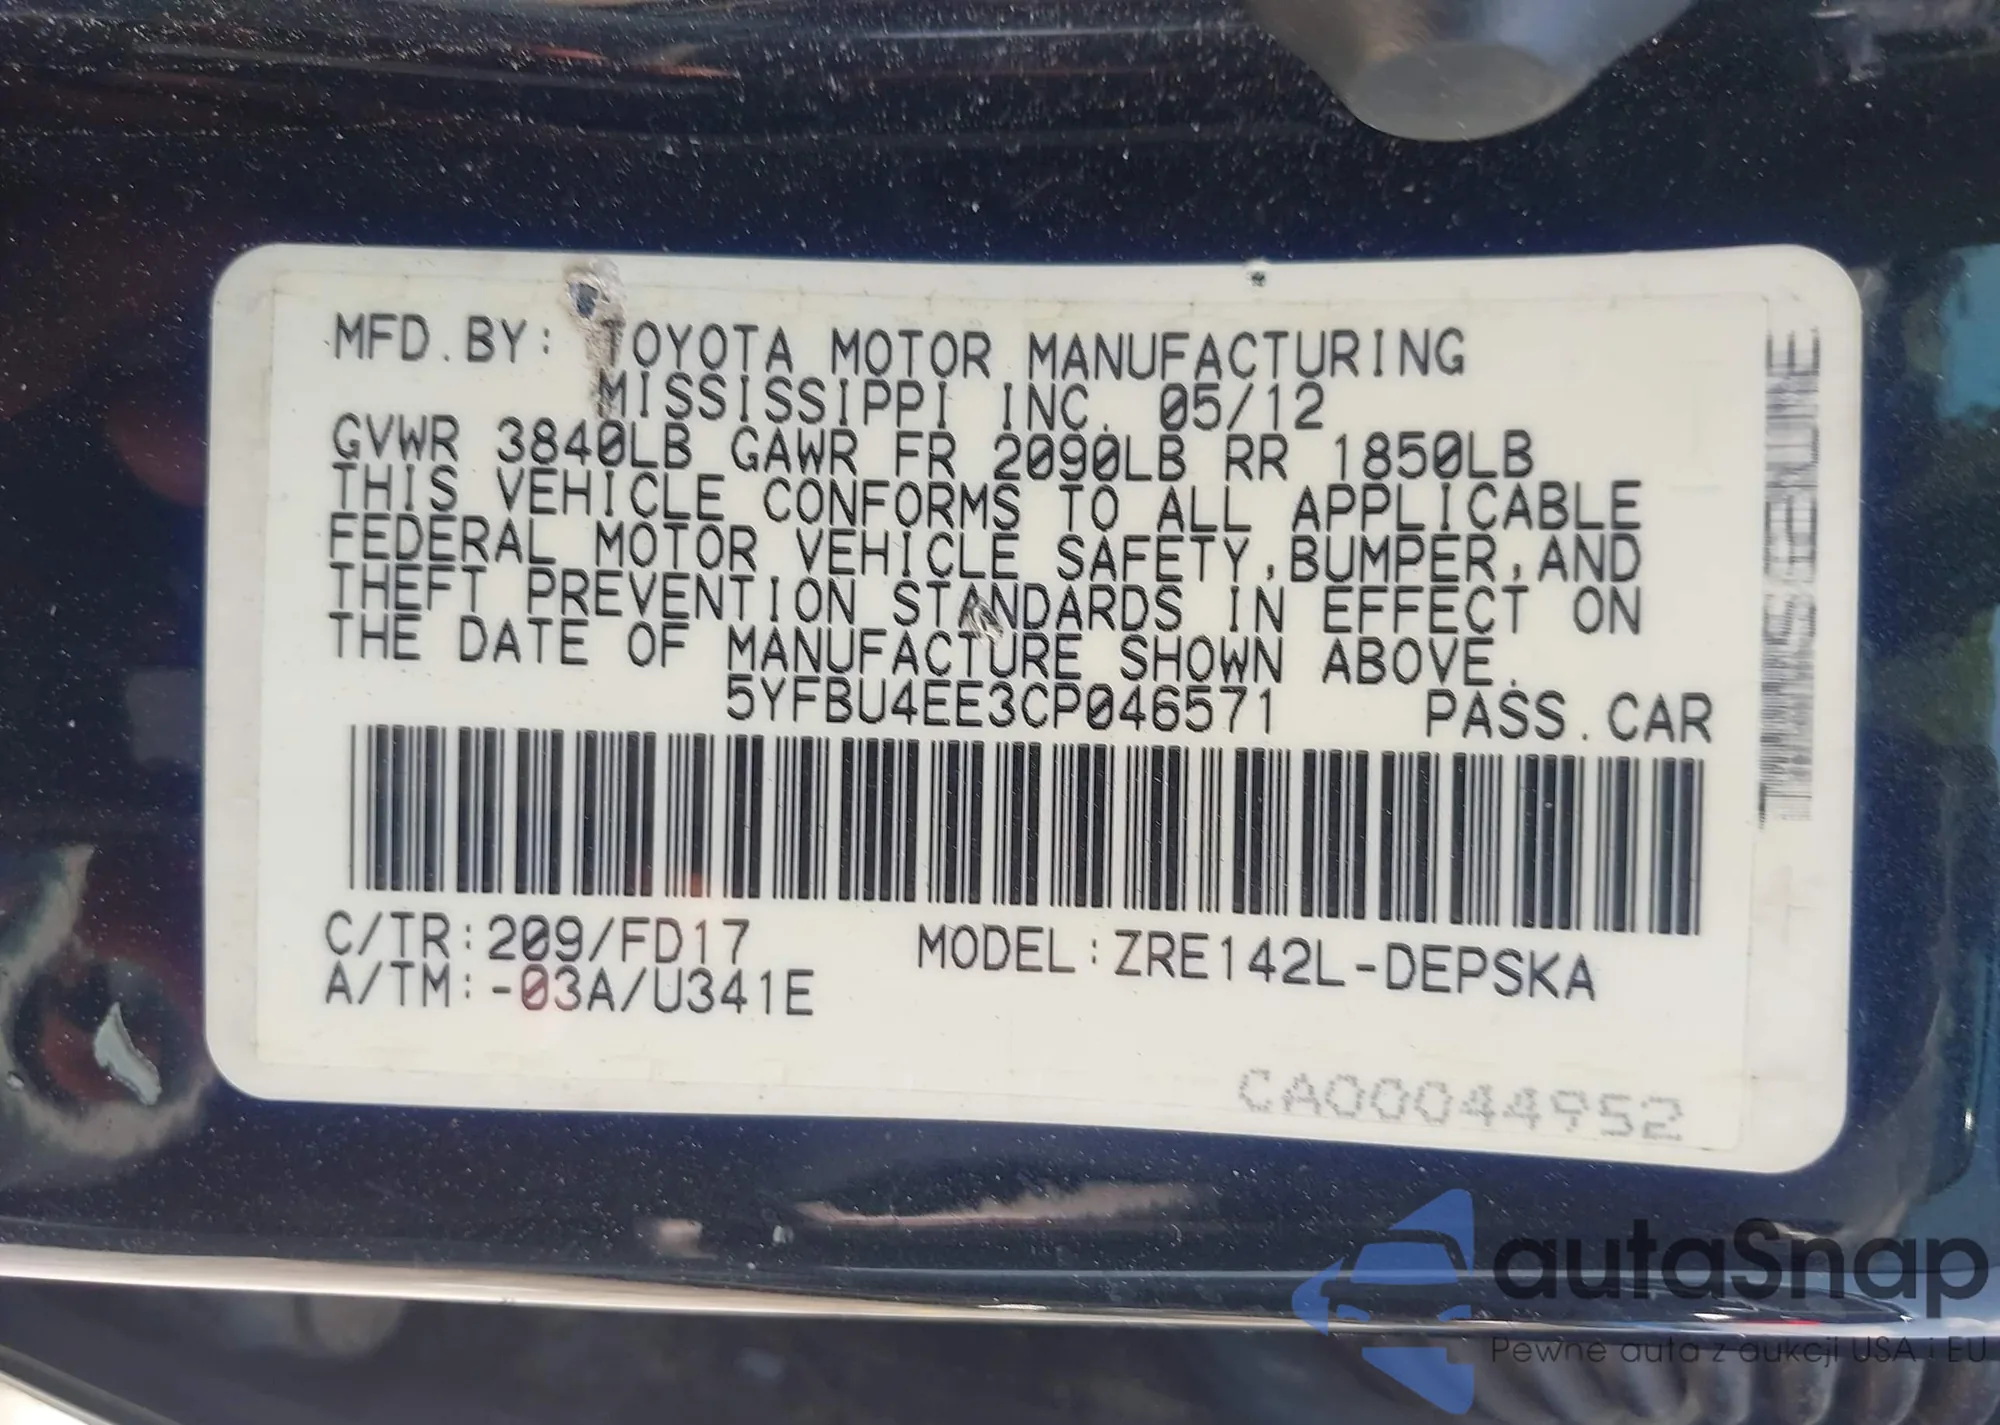 MFD.BY: TOYOTA MOTOR MANUFACTURING
MISSISSIPPI INC. 05/12
GVWR 3840LB GAWR FR 2090LB RR 1850LB
THIS VEHICLE CONFORMS TO ALL APPLICABLE
FEDERAL MOTOR VEHICLE SAFETY,BUMPER,AND
THEFT PREVENTION STANDARDS IN EFFECT ON
THE DATE OF MANUFACTURE SHOWN ABOVE.
5YFBU4EE3CP046571 PASS.CAR
C/TR:209/FD17 MODEL:ZRE142L-DEPSKA
A/TM:-03A/U341E
CA00044952
autaSnap
Pewne auta z aukcji USA i EU